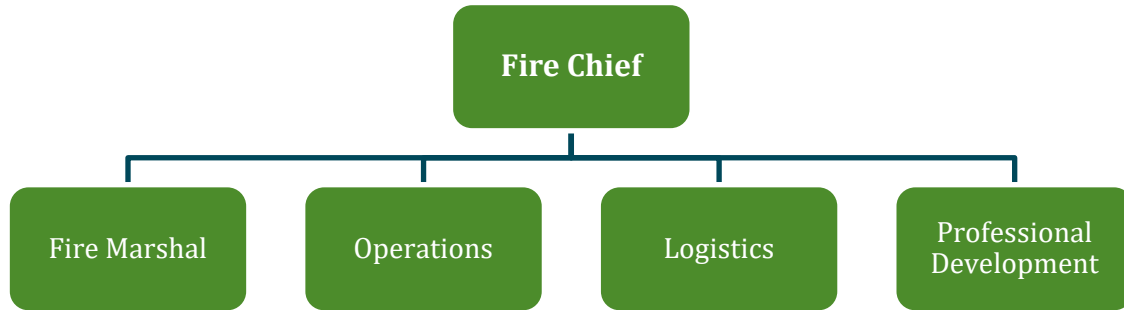 Fire Chief
Fire Marshal
Operations
Logistics
Professional
Development